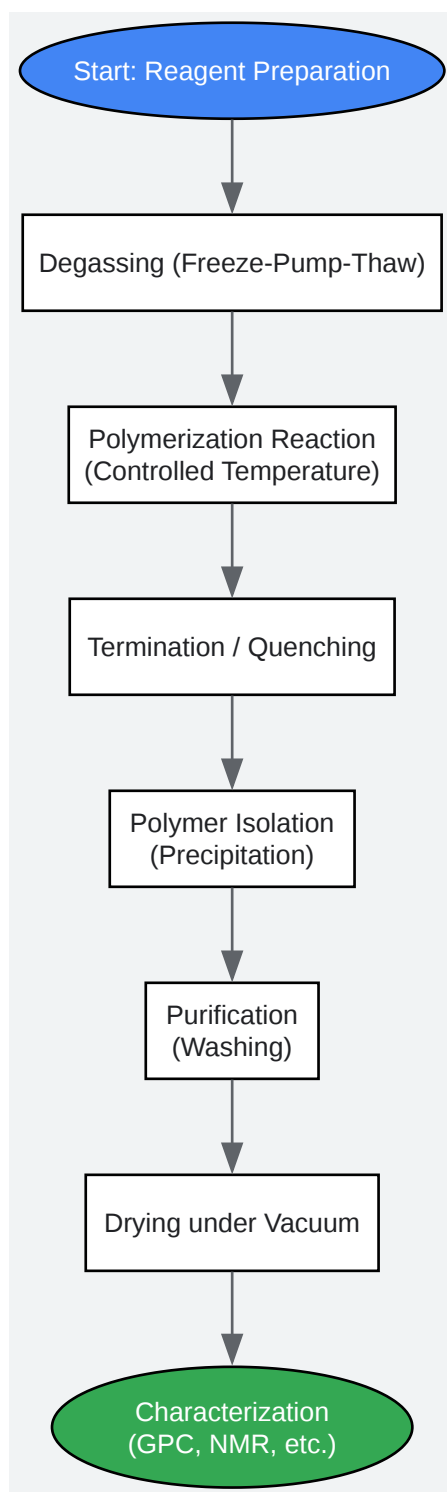 Start: Reagent Preparation
Degassing (Freeze-Pump-Thaw)
Polymerization Reaction
(Controlled Temperature)
Termination / Quenching
Polymer Isolation
(Precipitation)
Purification
(Washing)
Drying under Vacuum
Characterization
(GPC, NMR, etc.)